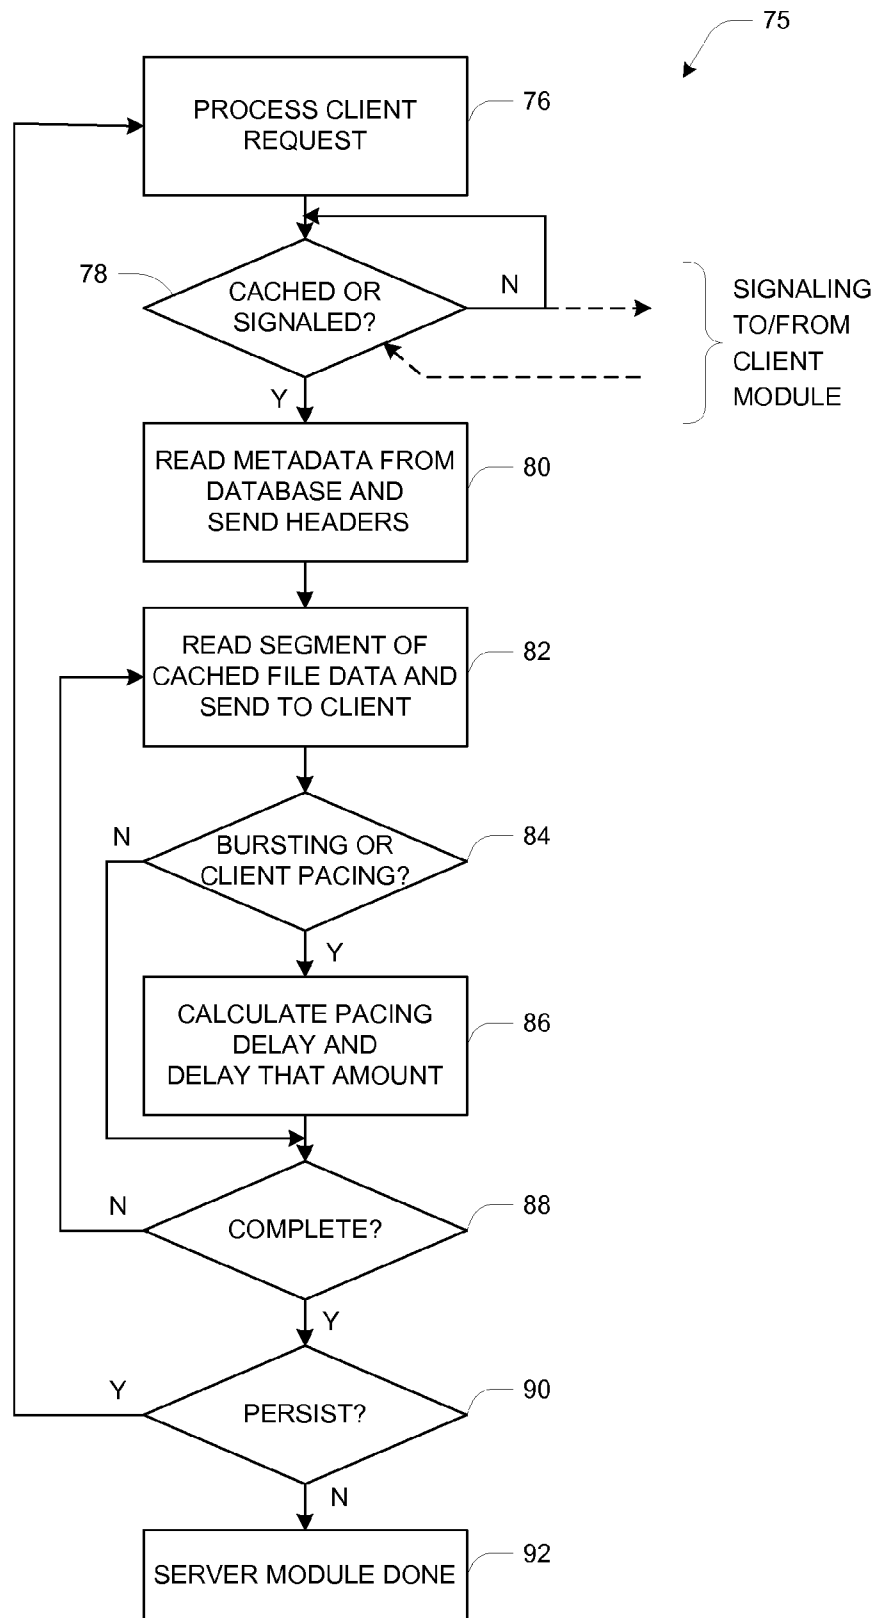 75
PROCESS CLIENT
REQUEST
76
78
CACHED OR
SIGNALED?
N
Y
SIGNALING
TO/FROM
CLIENT
MODULE
READ METADATA FROM
DATABASE AND
SEND HEADERS
80
READ SEGMENT OF
CACHED FILE DATA AND
SEND TO CLIENT
82
N
BURSTING OR
CLIENT PACING?
84
Y
CALCULATE PACING
DELAY AND
DELAY THAT AMOUNT
86
N
COMPLETE?
88
Y
Y
PERSIST?
90
N
SERVER MODULE DONE
92